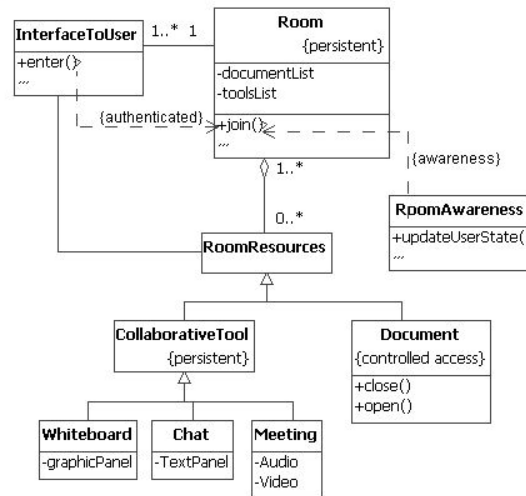 InterfaceToUser
+enter()
,,,
1..* 1
Room
{persistent}
-documentList
-toolsList
+join()
,,,
{authenticated}
{awareness}
1..*
0..*
RpomAwareness
+updateUserState(
,,,
RoomResources
CollaborativeTool
{persistent}
Document
{controlled access}
+close()
+open()
Whiteboard
-graphicPanel
Chat
-TextPanel
Meeting
-Audio
-Video